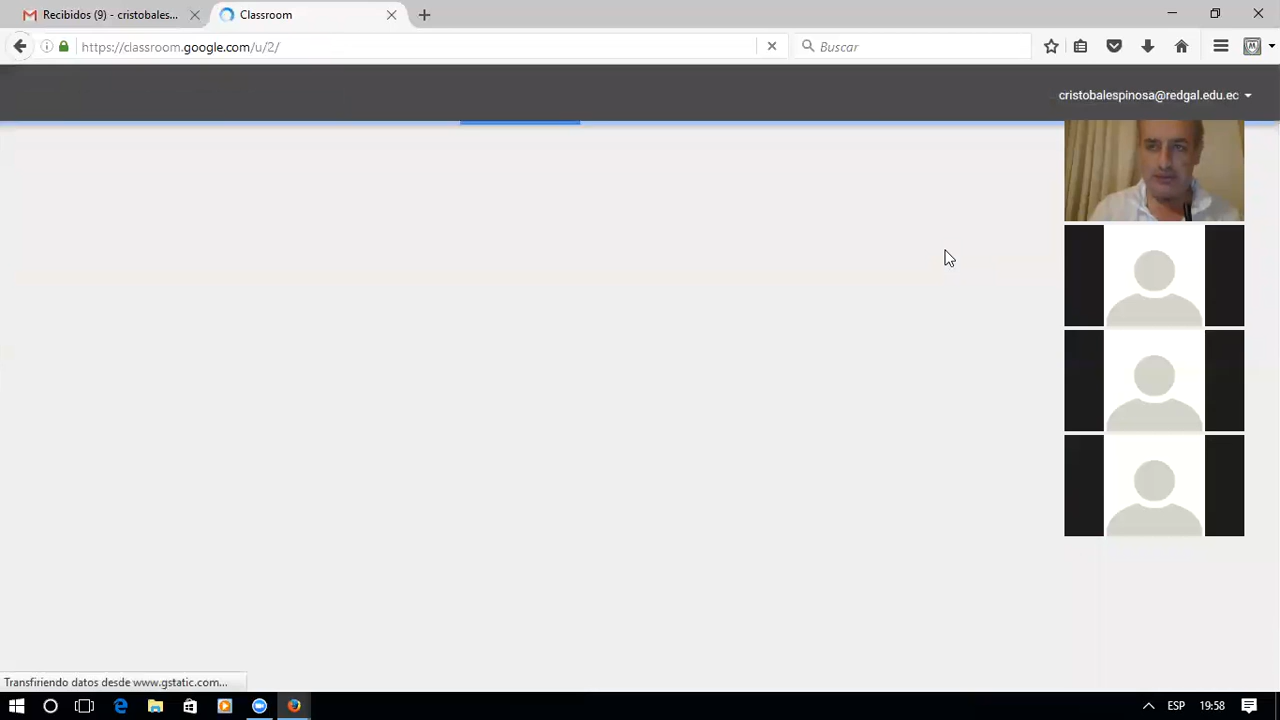 Recibidos (9) - cristobales...
Classroom
https://classroom.google.com/u/2/
Buscar
cristobalespinosa@redgal.edu.ec
Transfiriendo datos desde www.gstatic.com...
ESP
19:58